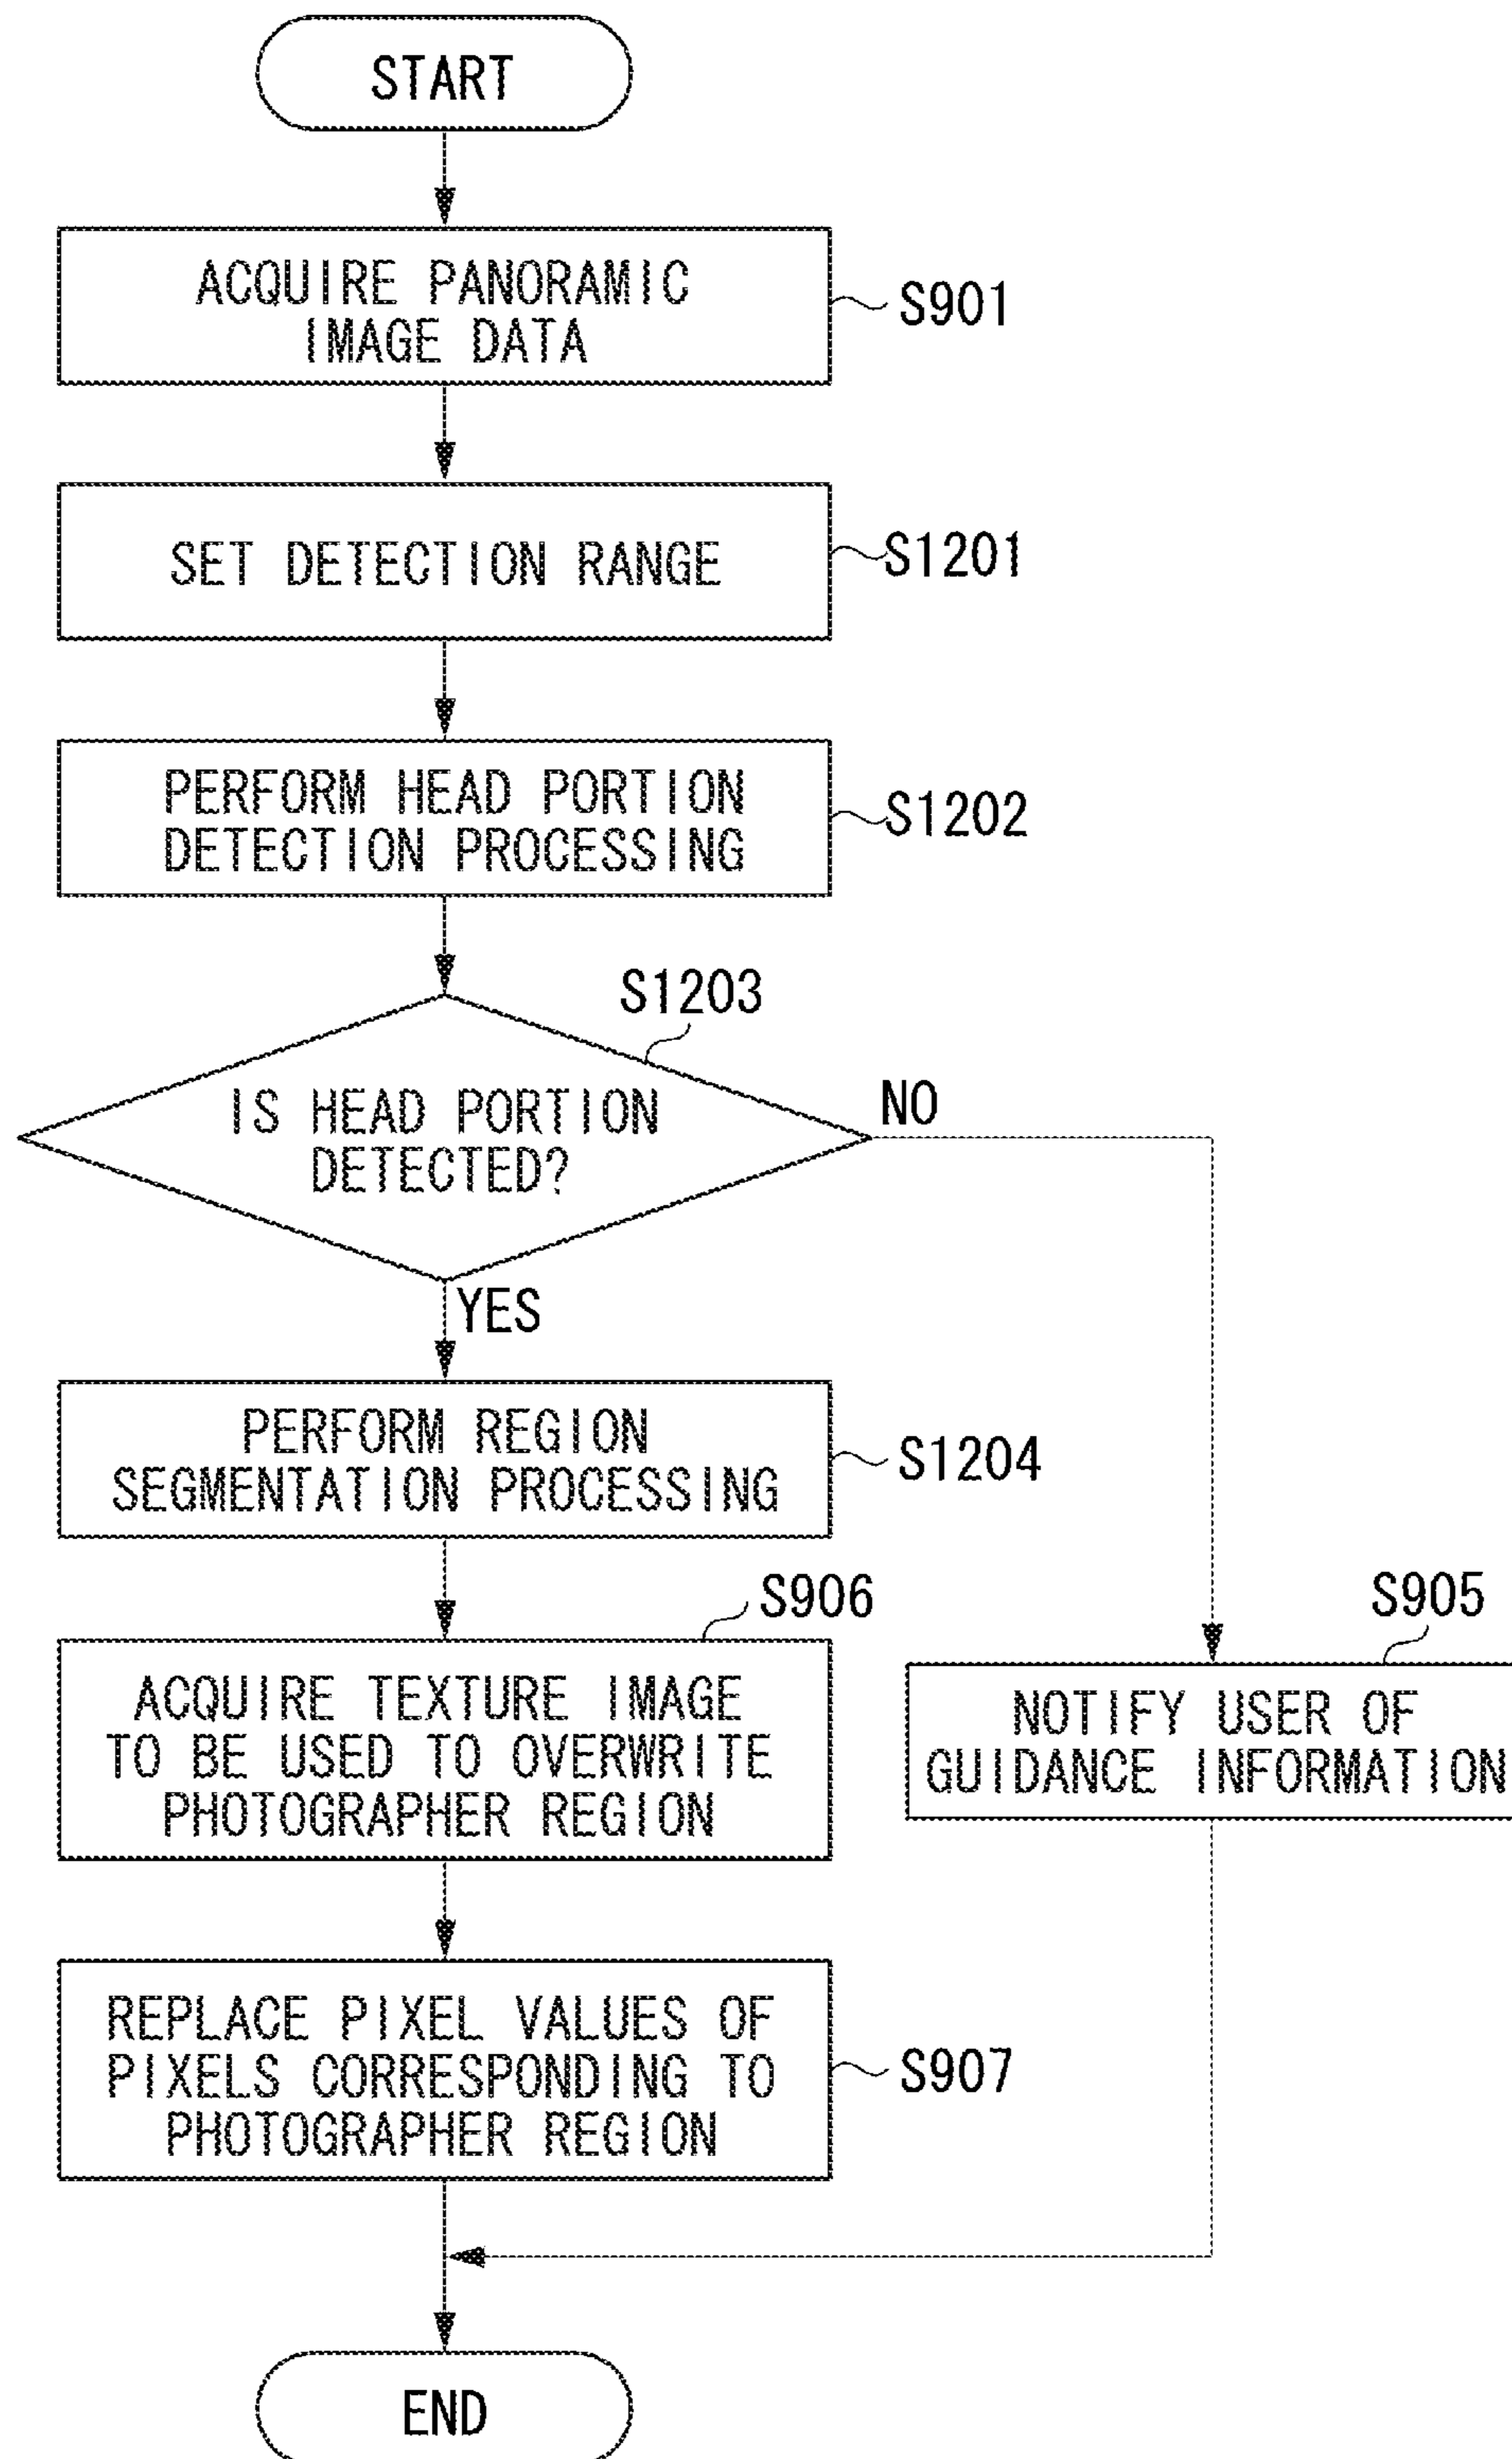 START
ACQUIRE PANORAMIC
IMAGE DATA
S901
SET DETECTION RANGE
S1201
PERFORM HEAD PORTION
DETECTION PROCESSING
S1202
S1203
IS HEAD PORTION
DETECTED?
NO
YES
PERFORM REGION
SEGMENTATION PROCESSING
S1204
S906
ACQUIRE TEXTURE IMAGE
TO BE USED TO OVERWRITE
PHOTOGRAPHER REGION
S905
NOTIFY USER OF
GUIDANCE INFORMATION
REPLACE PIXEL VALUES OF
PIXELS CORRESPONDING TO
PHOTOGRAPHER REGION
S907
END